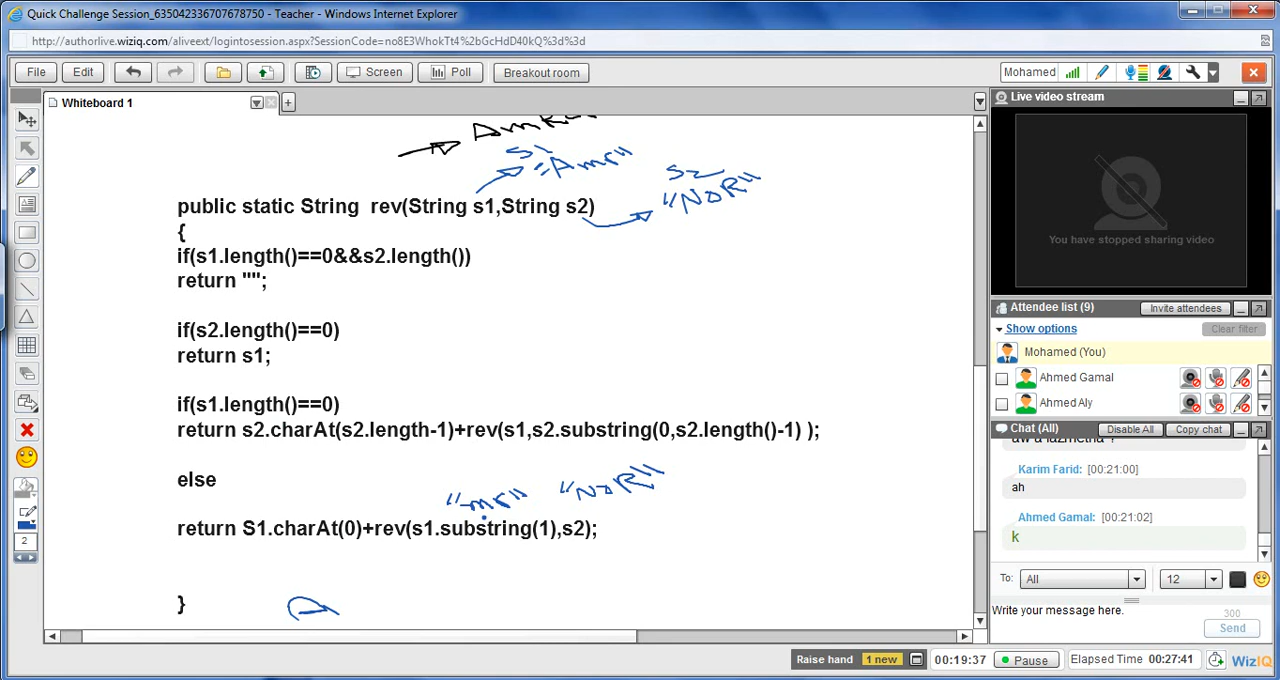 Quick Challenge Session_635042336707678750 - Teacher - Windows Internet Explorer
http://authorlive.wiziq.com/aliveext/logintosession.aspx?SessionCode=no8E3WhokTt4%2bGcHdD40kQ%3d%3d
File Edit Screen Poll Breakout room Mohamed
Whiteboard 1
s1
"Amr"
s2
"NoR"
public static String rev(String s1,String s2)
{
if(s1.length()==0&&s2.length())
return "";
if(s2.length()==0)
return s1;
if(s1.length()==0)
return s2.charAt(s2.length-1)+rev(s1,s2.substring(0,s2.length()-1) );
else
"mr" "NoR"
return S1.charAt(0)+rev(s1.substring(1),s2);
}
Live video stream
You have stopped sharing video
Attendee list (9) Invite attendees
Show options Clear filter
Mohamed (You)
Ahmed Gamal
Ahmed Aly
Chat (All) Disable All Copy chat
Karim Farid: [00:21:00]
ah
Ahmed Gamal: [00:21:02]
k
To: All 12
Write your message here.
300
Send
2
Raise hand 1 new 00:19:37 Pause Elapsed Time 00:27:41 WizIQ